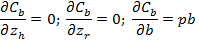 ∂C_b/∂z_h = 0; ∂C_b/∂z_r = 0; ∂C_b/∂b = pb